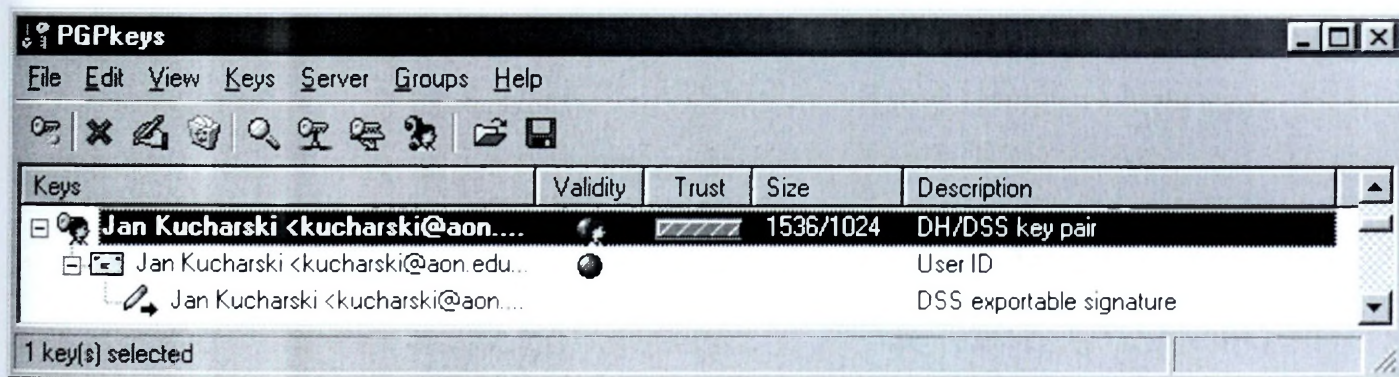 PGPkeys
File Edit View Keys Server Groups Help
Keys Validity Trust Size Description
Jan Kucharski <kucharski@aon.... 1536/1024 DH/DSS key pair
Jan Kucharski <kucharski@aon.edu... User ID
Jan Kucharski <kucharski@aon.... DSS exportable signature
1 key(s) selected